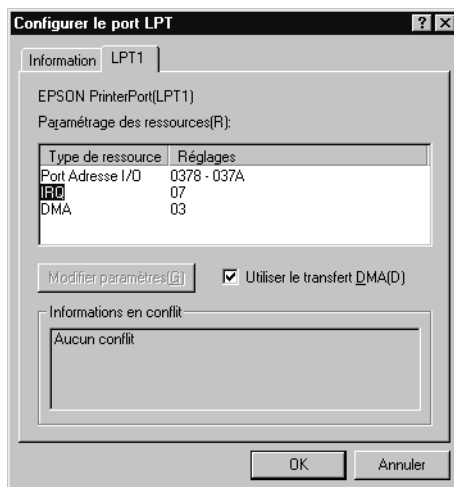 Configurer le port LPT
Information LPT1
EPSON PrinterPort(LPT1)
Paramétrage des ressources(R):
Type de ressource Réglages
Port Adresse I/O 0378 - 037A
IRQ 07
DMA 03
Modifier paramètres(G) Utiliser le transfert DMA(D)
Informations en conflit
Aucun conflit
OK Annuler